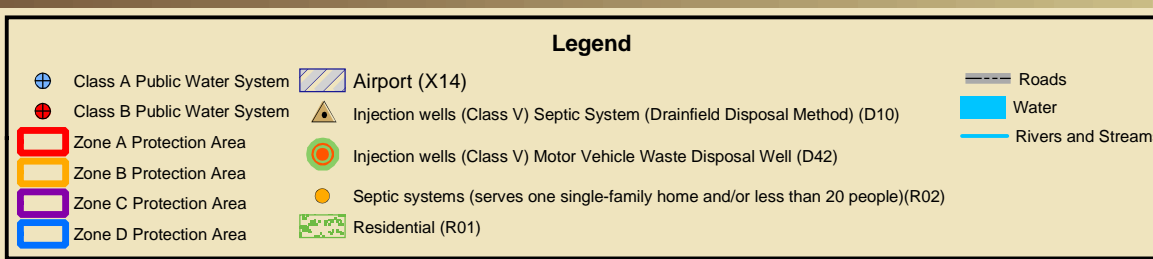 Legend
Class A Public Water System
Class B Public Water System
Zone A Protection Area
Zone B Protection Area
Zone C Protection Area
Zone D Protection Area
Airport (X14)
Injection wells (Class V) Septic System (Drainfield Disposal Method) (D10)
Injection wells (Class V) Motor Vehicle Waste Disposal Well (D42)
Septic systems (serves one single-family home and/or less than 20 people)(R02)
Residential (R01)
Roads
Water
Rivers and Stream